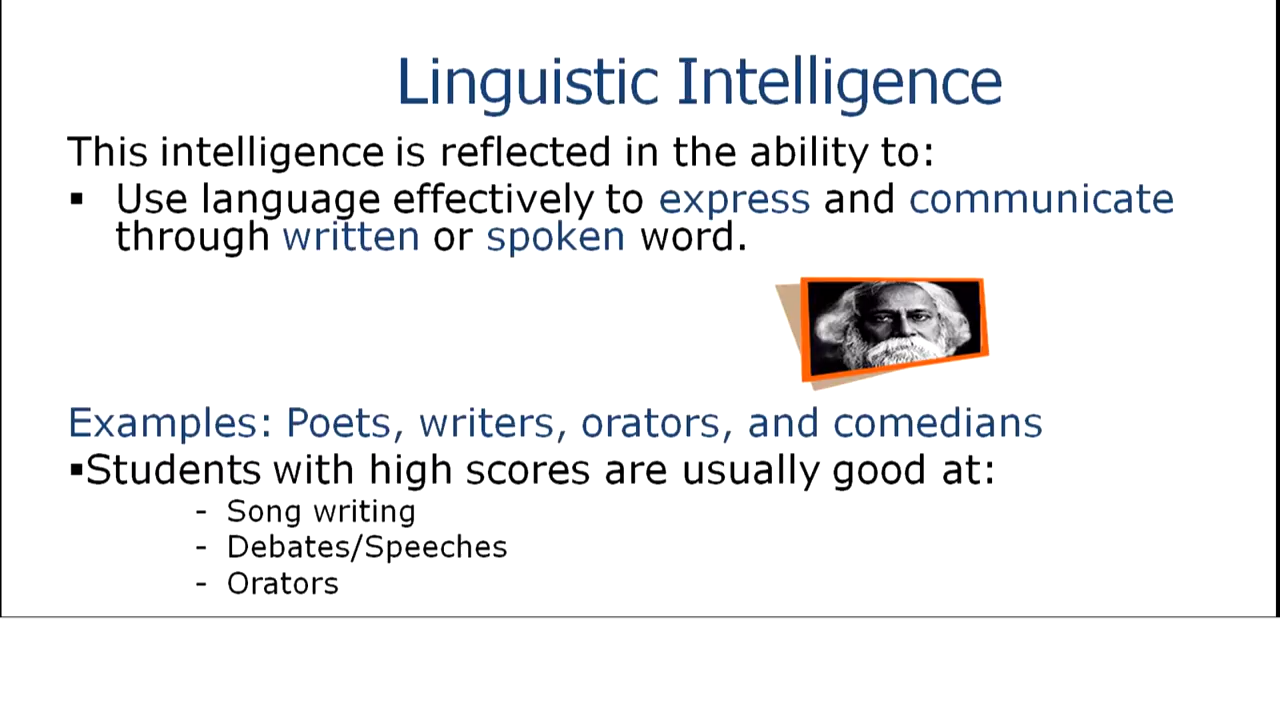 Linguistic Intelligence
This intelligence is reflected in the ability to:
▪ Use language effectively to express and communicate
through written or spoken word.
Examples: Poets, writers, orators, and comedians
▪Students with high scores are usually good at:
- Song writing
- Debates/Speeches
- Orators